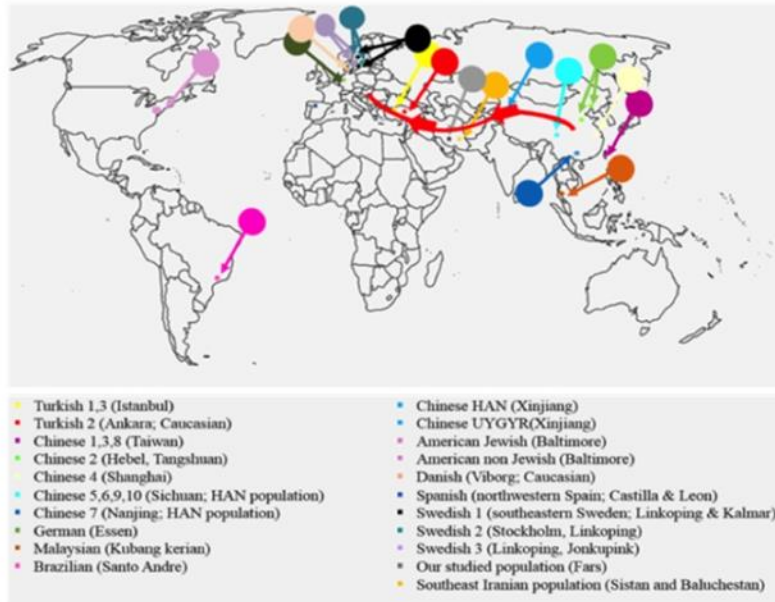 Turkish 1,3 (Istanbul)
Turkish 2 (Ankara; Caucasian)
Chinese 1,3,8 (Taiwan)
Chinese 2 (Hebel, Tangshuan)
Chinese 4 (Shanghai)
Chinese 5,6,9,10 (Sichuan; HAN population)
Chinese 7 (Nanjing; HAN population)
German (Essen)
Malaysian (Kubang kerian)
Brazilian (Santo Andre)
Chinese HAN (Xinjiang)
Chinese UYGYR(Xinjiang)
American Jewish (Baltimore)
American non Jewish (Baltimore)
Danish (Viborg; Caucasian)
Spanish (northwestern Spain; Castilla & Leon)
Swedish 1 (southeastern Sweden; Linkoping & Kalmar)
Swedish 2 (Stockholm, Linkoping)
Swedish 3 (Linkoping, Jonkupink)
Our studied population (Fars)
Southeast Iranian population (Sistan and Baluchestan)